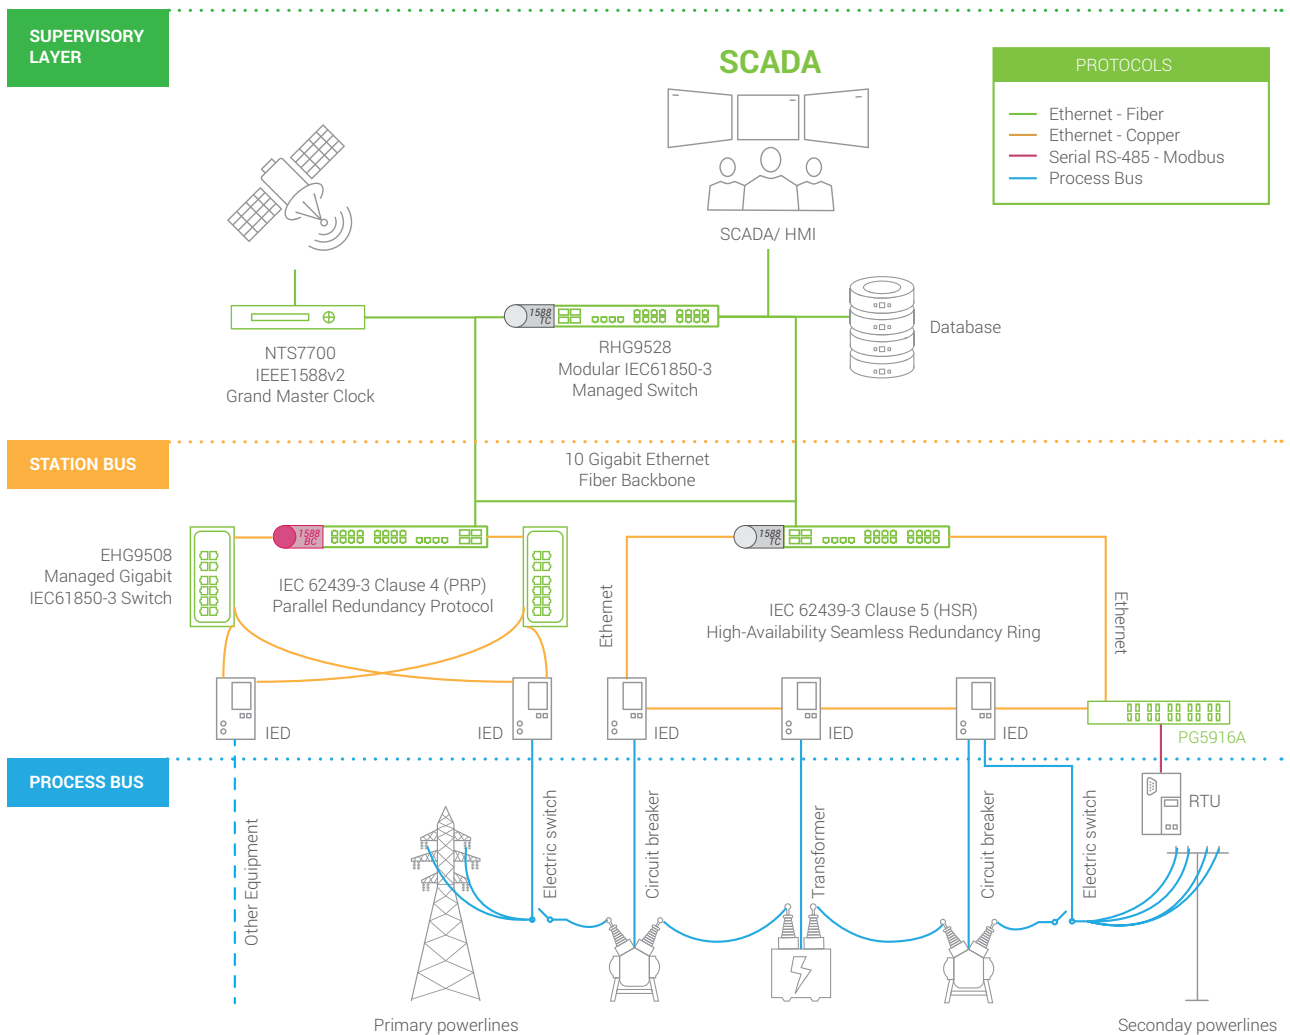 SUPERVISORY
LAYER
SCADA
PROTOCOLS
Ethernet - Fiber
Ethernet - Copper
Serial RS-485 - Modbus
Process Bus
SCADA/ HMI
1588
TC
Database
NTS7700
IEEE1588v2
Grand Master Clock
RHG9528
Modular IEC61850-3
Managed Switch
STATION BUS
10 Gigabit Ethernet
Fiber Backbone
1588
BC
1588
TC
EHG9508
Managed Gigabit
IEC61850-3 Switch
IEC 62439-3 Clause 4 (PRP)
Parallel Redundancy Protocol
Ethernet
IEC 62439-3 Clause 5 (HSR)
High-Availability Seamless Redundancy Ring
Ethernet
IED
IED
IED
IED
IED
PG5916A
PROCESS BUS
Other Equipment
Electric switch
Circuit breaker
Transformer
Circuit breaker
Electric switch
RTU
Primary powerlines
Seconday powerlines